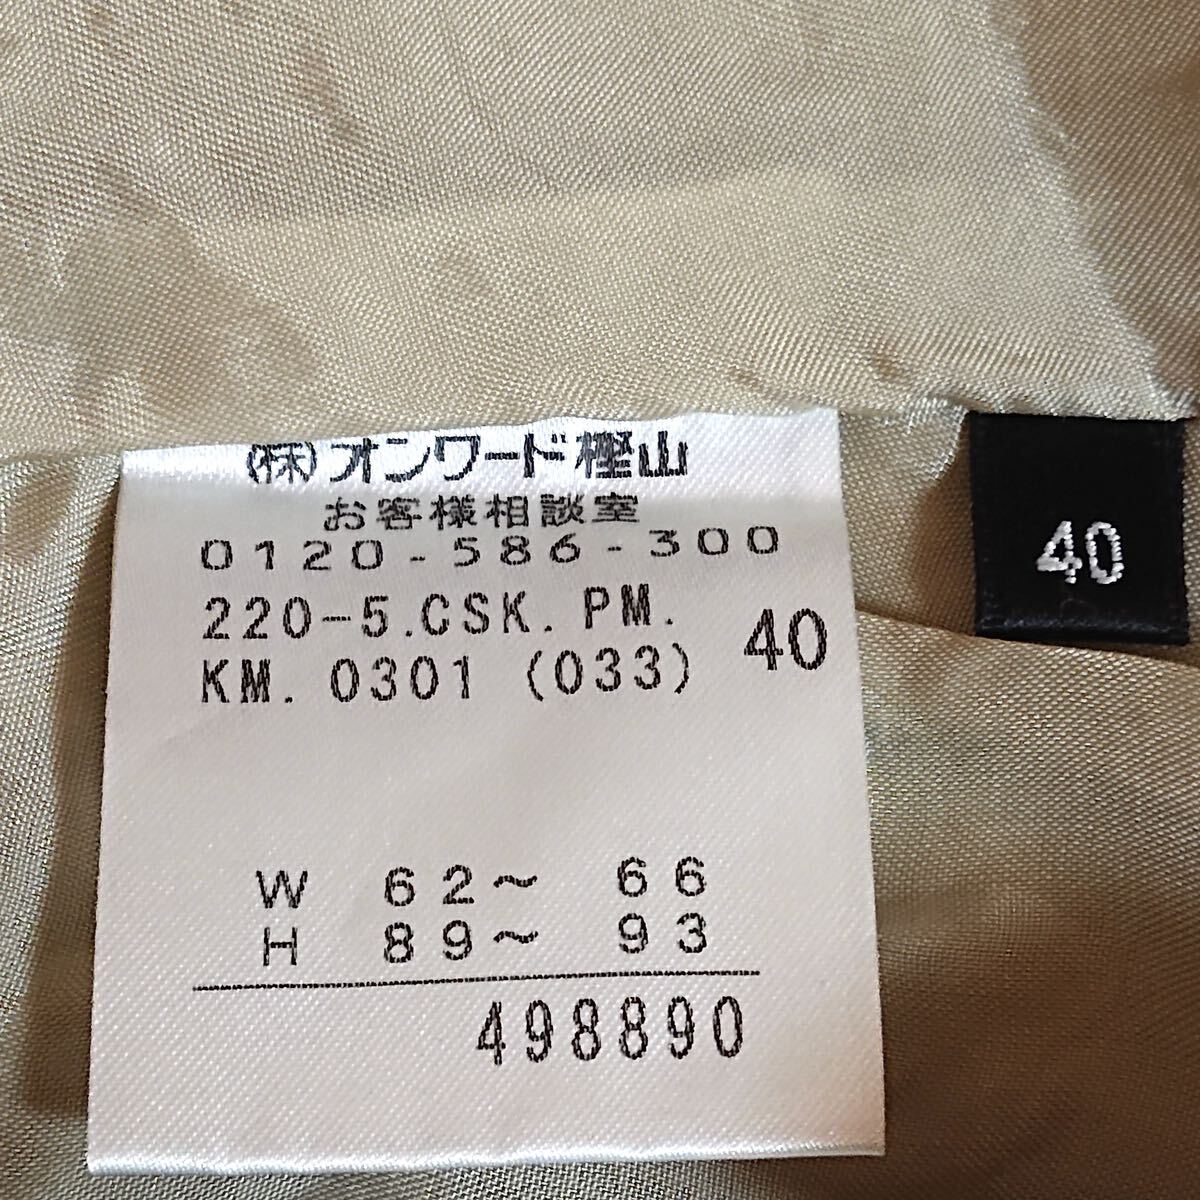 (株)オンワード樫山
お客様相談室
0120-586-300
220-5.CSK.PM.
KM.0301 (033)
40
W 62～ 66
H 89～ 93
498890
40